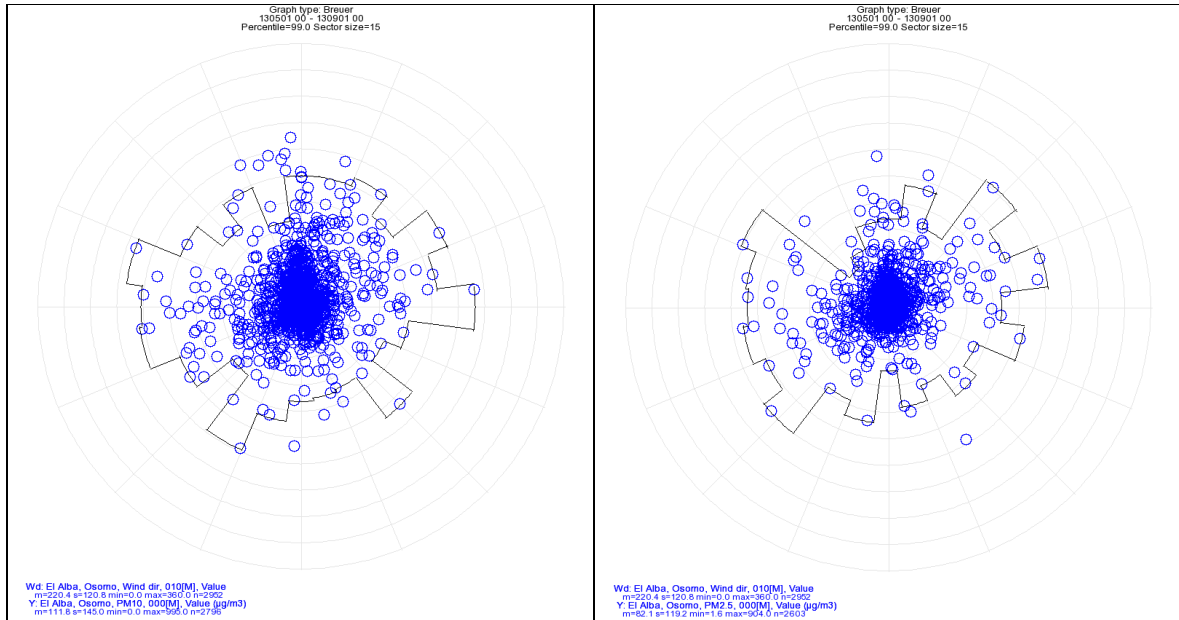 Graph type: Breuer
130501 00 - 130901 00
Percentile=99.0 Sector size=15
Wd: El Alba, Osorno, Wind dir, 010[M], Value
m=220.4 s=120.8 min=0.0 max=360.0 n=2952
Y: El Alba, Osorno, PM10, 000[M], Value (µg/m3)
m=111.8 s=145.0 min=0.0 max=995.0 n=2796
Graph type: Breuer
130501 00 - 130901 00
Percentile=99.0 Sector size=15
Wd: El Alba, Osorno, Wind dir, 010[M], Value
m=220.4 s=120.8 min=0.0 max=360.0 n=2952
Y: El Alba, Osorno, PM2.5, 000[M], Value (µg/m3)
m=82.1 s=119.2 min=1.6 max=904.0 n=2603